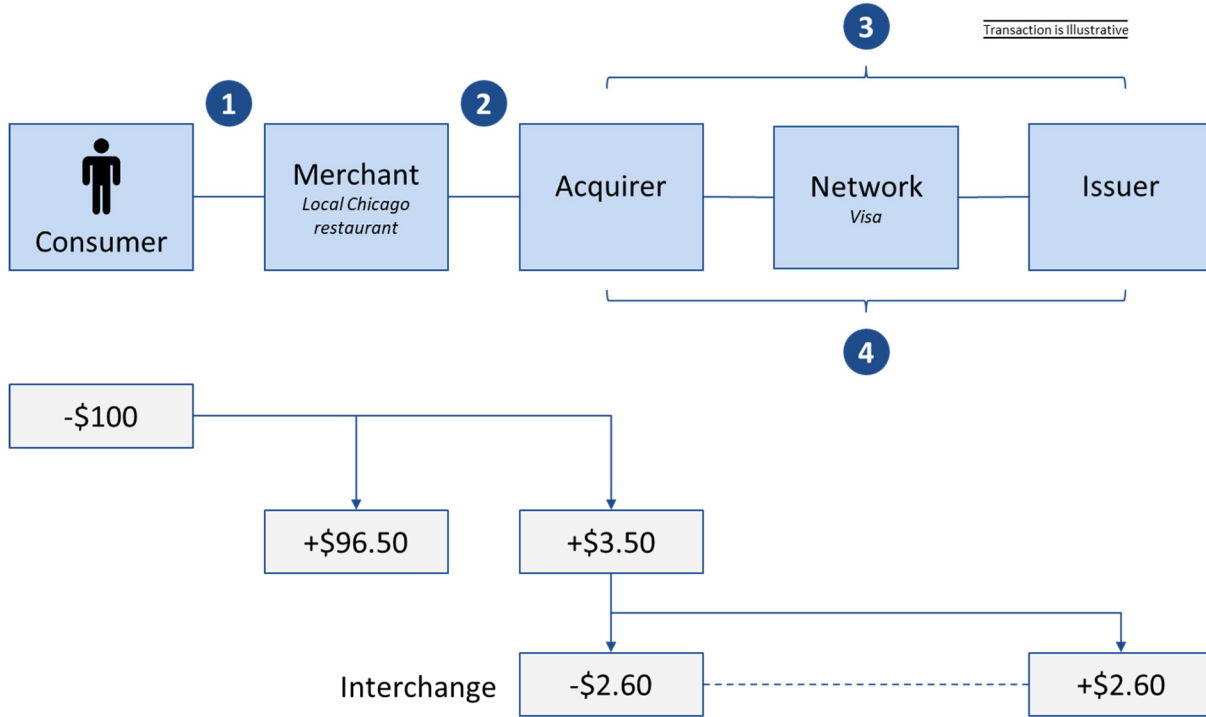 3
Transaction is Illustrative
1
2
Consumer
Merchant
Local Chicago
restaurant
Acquirer
Network
Visa
Issuer
4
-$100
+$96.50
+$3.50
Interchange
-$2.60
+$2.60